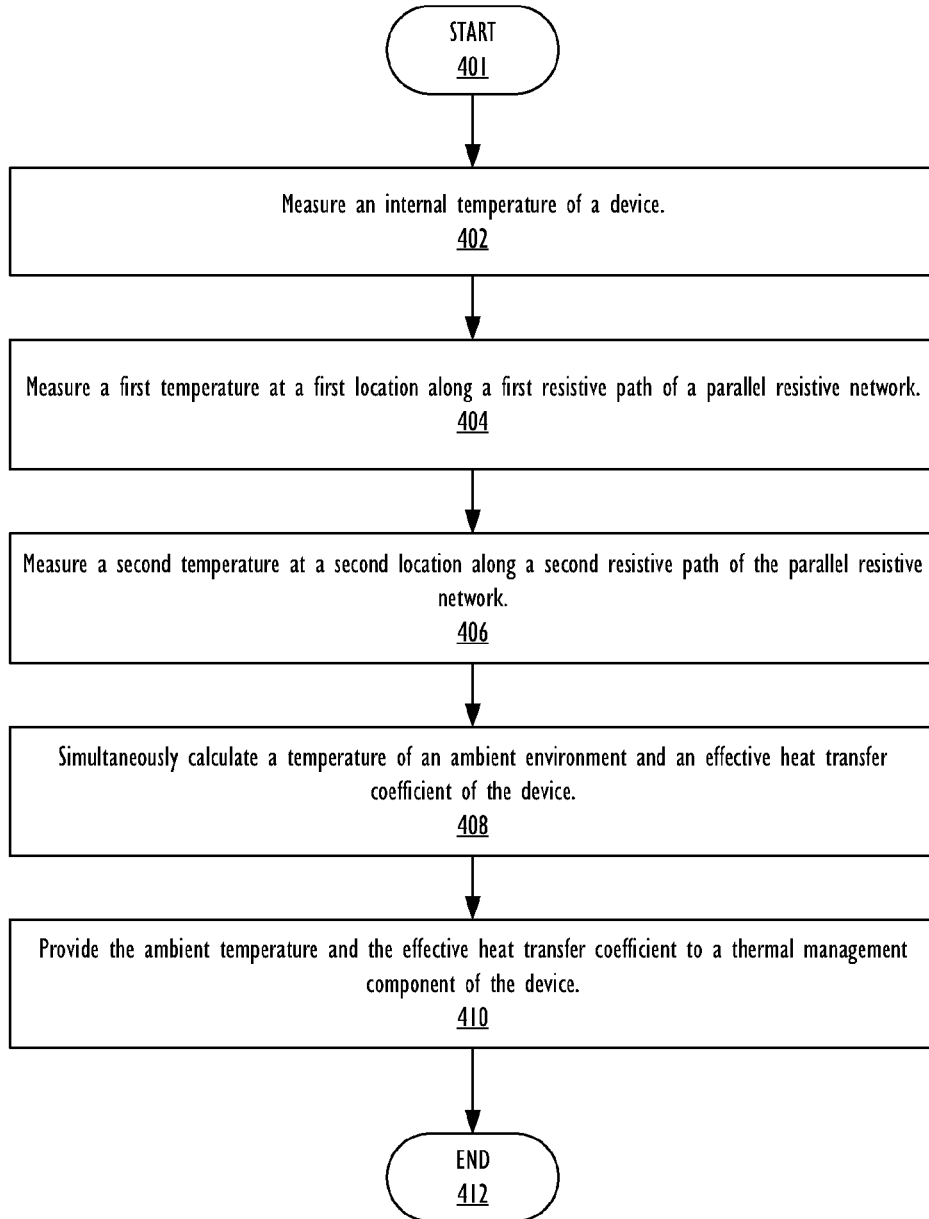 START
401
Measure an internal temperature of a device.
402
Measure a first temperature at a first location along a first resistive path of a parallel resistive network.
404
Measure a second temperature at a second location along a second resistive path of the parallel resistive
network.
406
Simultaneously calculate a temperature of an ambient environment and an effective heat transfer
coefficient of the device.
408
Provide the ambient temperature and the effective heat transfer coefficient to a thermal management
component of the device.
410
END
412